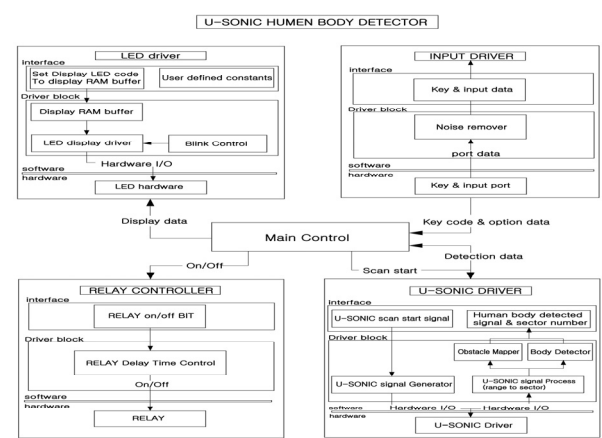 U-SONIC HUMEN BODY DETECTOR
LED driver
interface
Set Display LED code
To display RAM buffer
User defined constants
Driver block
Display RAM buffer
LED display driver
Blink Control
Hardware I/O
software
hardware
LED hardware
INPUT DRIVER
interface
Key & input data
Driver block
Noise remover
port data
software
hardware
Key & input port
Display data
Key code & option data
Main Control
Detection data
On/Off
Scan start
RELAY CONTROLLER
interface
RELAY on/off BIT
Driver block
RELAY Delay Time Control
On/Off
software
hardware
RELAY
U-SONIC DRIVER
interface
U-SONIC scan start signal
Human body detected
signal & sector number
Driver block
Obstacle Mapper
Body Detector
U-SONIC signal Generator
U-SONIC signal Process
(range to sector)
software
Hardware I/O
Hardware I/O
hardware
U-SONIC Driver